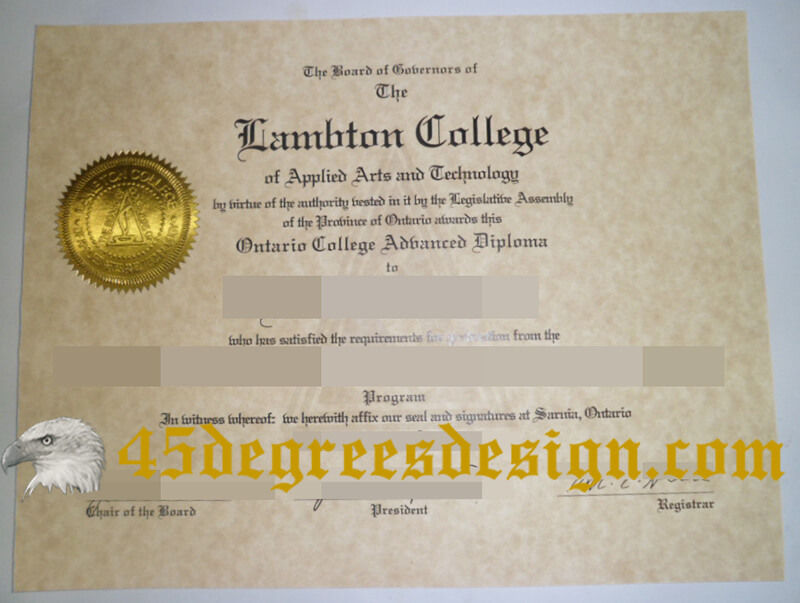 The Board of Governors of
The
Lambton College
of Applied Arts and Technology
by virtue of the authority vested in it by the Legislative Assembly
of the Province of Ontario awards this
Ontario College Advanced Diploma
to
who has satisfied the requirements from the
Program
In witness whereof: we herewith affix our seal and signatures at Sarnia, Ontario
45degreesdesign.com
Chair of the Board
President
Registrar
LAMBTON COLLEGE